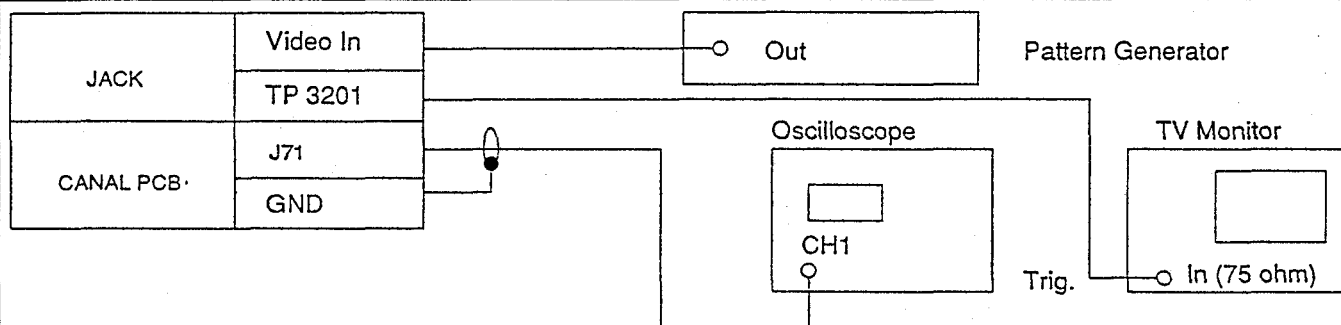 Video In
JACK
TP 3201
J71
CANAL PCB
GND
Out
Pattern Generator
Oscilloscope
CH1
Trig.
TV Monitor
In (75 ohm)